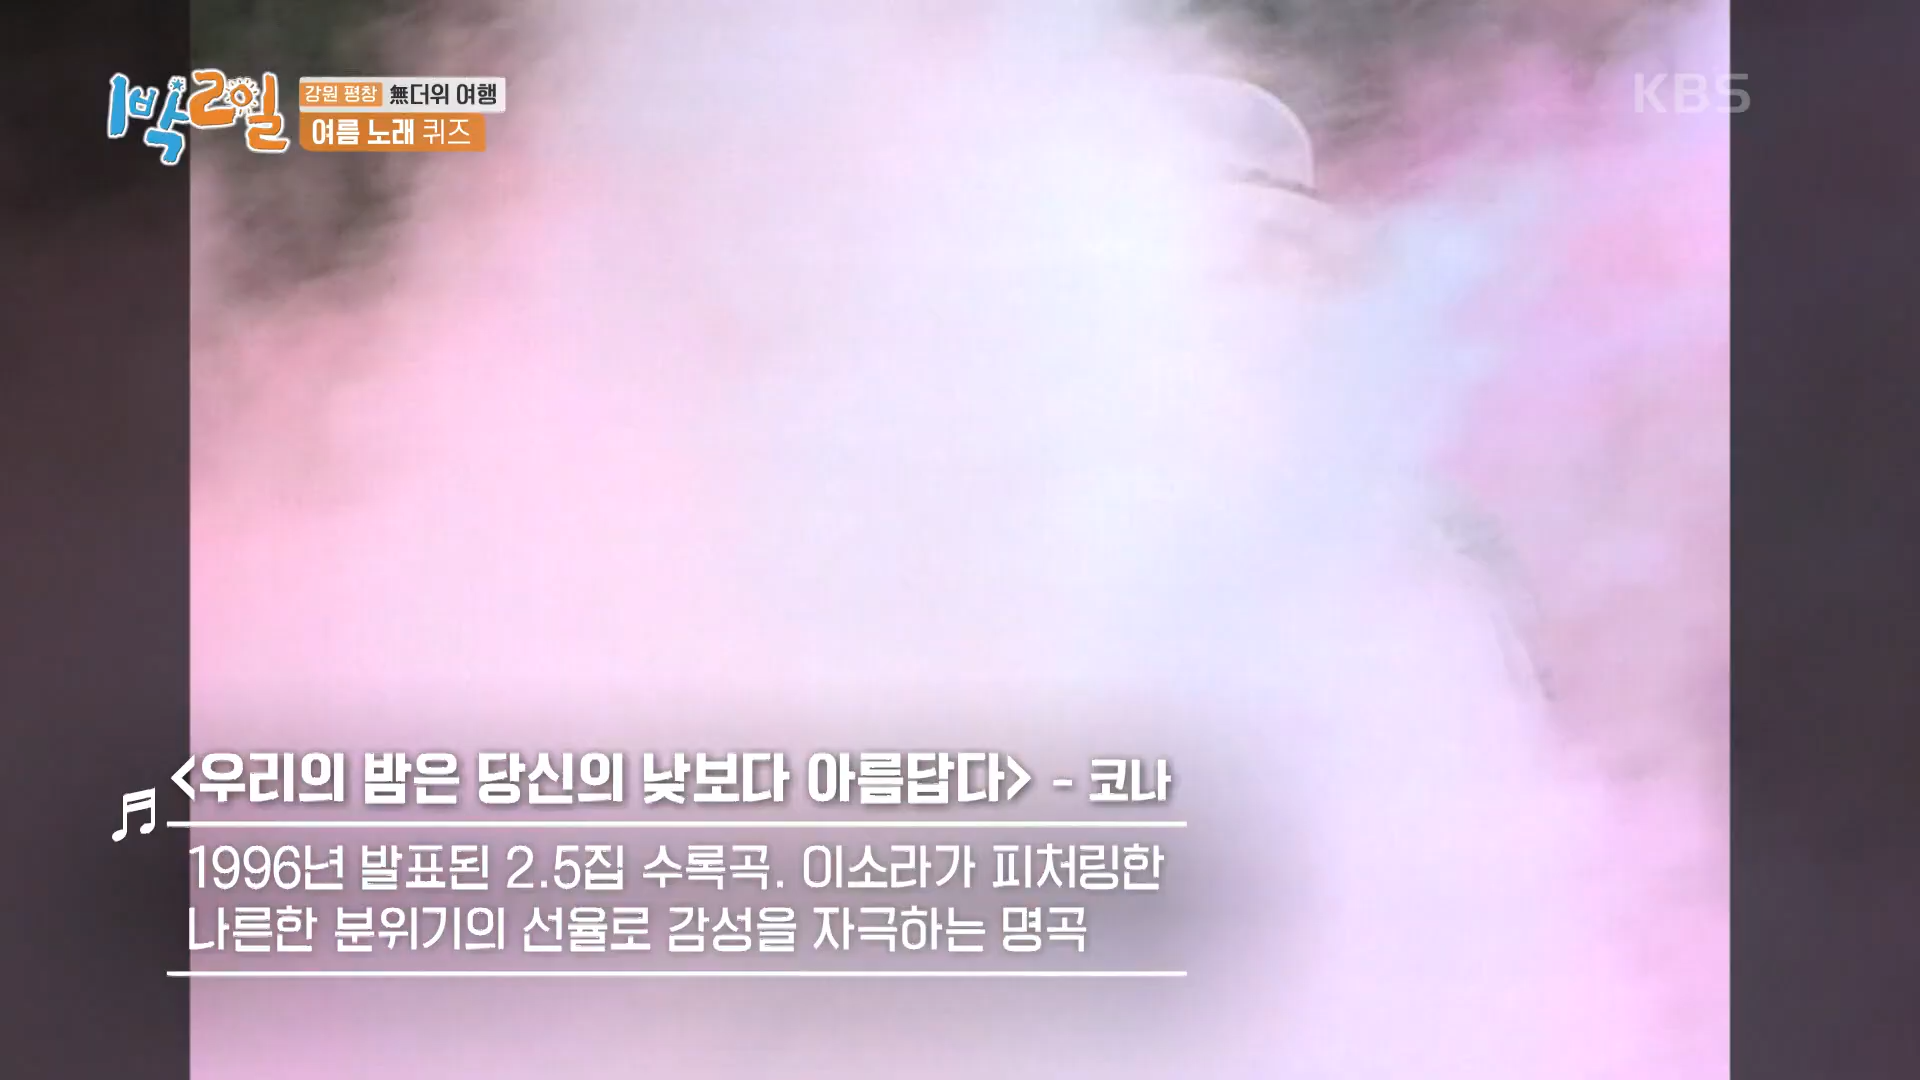 1박2일
강원 평창 無더위 여행
여름 노래 퀴즈
KBS
<우리의 밤은 당신의 낮보다 아름답다> - 코나
1996년 발표된 2.5집 수록곡. 이소라가 피처링한
나른한 분위기의 선율로 감성을 자극하는 명곡